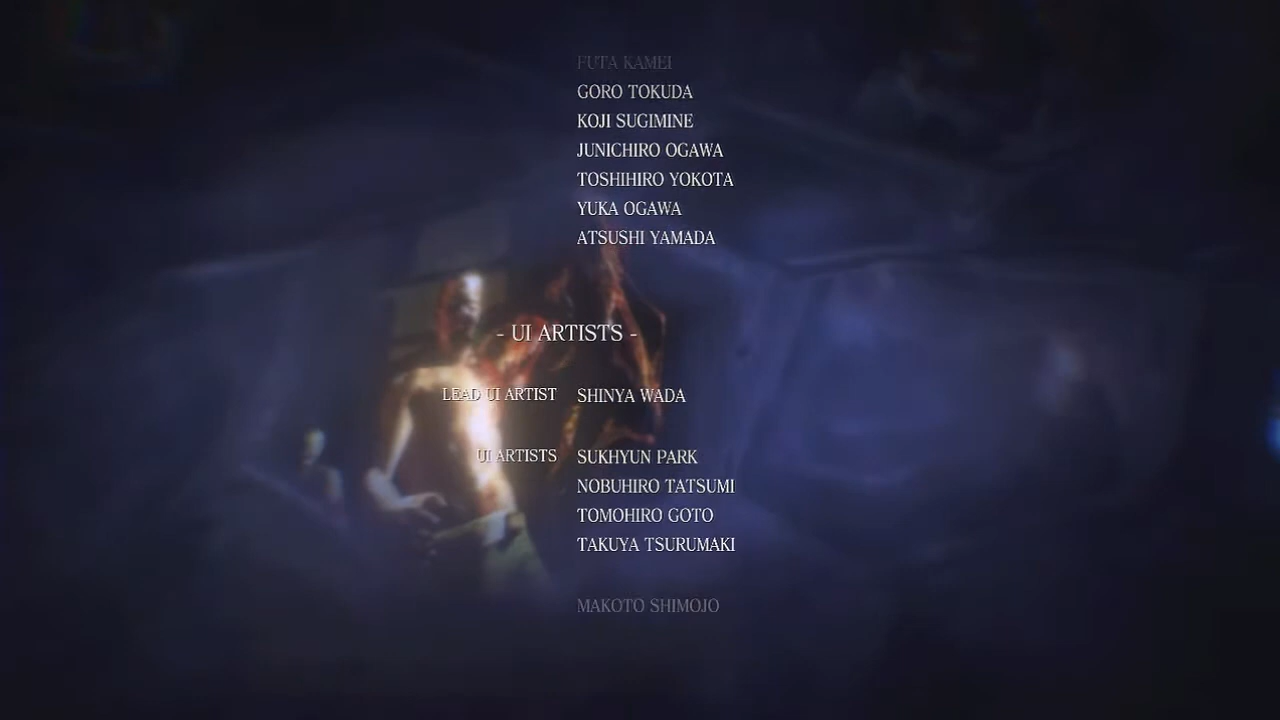 FUTA KAMEI
GORO TOKUDA
KOJI SUGIMINE
JUNICHIRO OGAWA
TOSHIHIRO YOKOTA
YUKA OGAWA
ATSUSHI YAMADA
- UI ARTISTS -
LEAD UI ARTIST SHINYA WADA
UI ARTISTS SUKHYUN PARK
NOBUHIRO TATSUMI
TOMOHIRO GOTO
TAKUYA TSURUMAKI
MAKOTO SHIMOJO